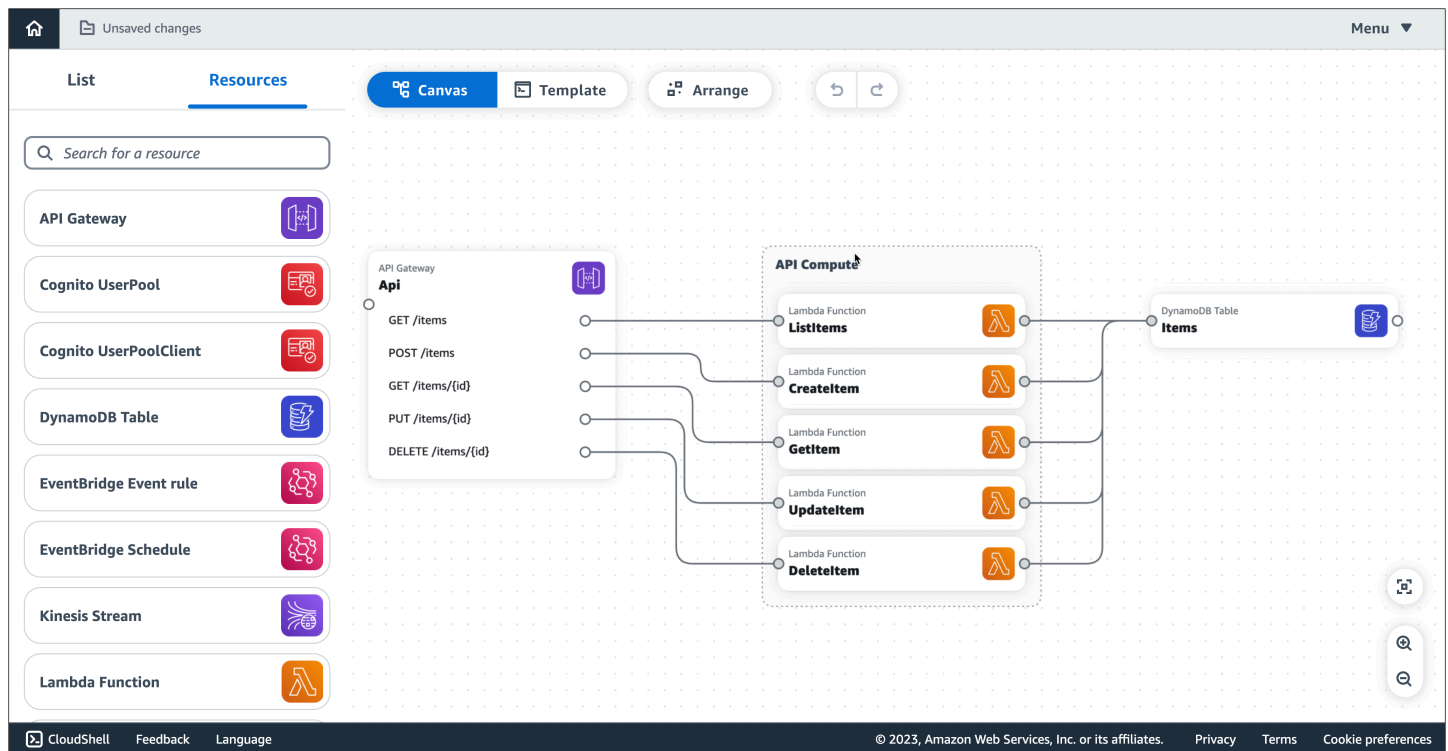 Unsaved changes
Menu
List
Resources
Canvas
Template
Arrange
Search for a resource
API Gateway
Cognito UserPool
Cognito UserPoolClient
DynamoDB Table
EventBridge Event rule
EventBridge Schedule
Kinesis Stream
Lambda Function
API Gateway
Api
GET /items
POST /items
GET /items/{id}
PUT /items/{id}
DELETE /items/{id}
API Compute
Lambda Function
ListItems
Lambda Function
CreateItem
Lambda Function
GetItem
Lambda Function
UpdateItem
Lambda Function
DeleteItem
DynamoDB Table
Items
CloudShell
Feedback
Language
© 2023, Amazon Web Services, Inc. or its affiliates.
Privacy
Terms
Cookie preferences